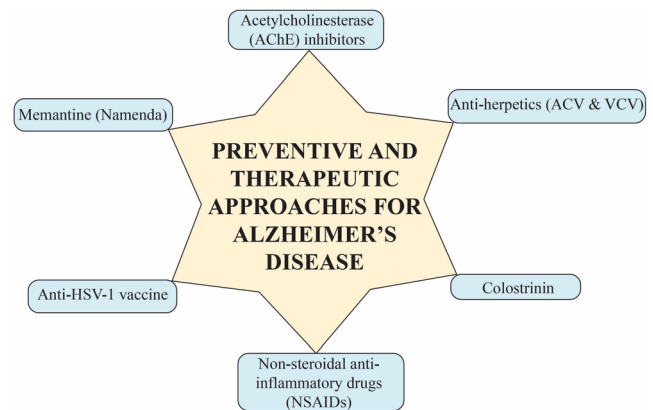 Acetylcholinesterase
(AChE) inhibitors
Memantine (Namenda)
Anti-herpetics (ACV & VCV)
PREVENTIVE AND
THERAPEUTIC
APPROACHES FOR
ALZHEIMER'S
DISEASE
Anti-HSV-1 vaccine
Colostrinin
Non-steroidal anti-
inflammatory drugs
(NSAIDs)